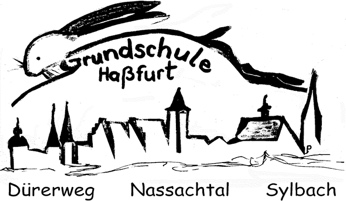 Grundschule
Haßfurt
Dürerweg Nassachtal Sylbach